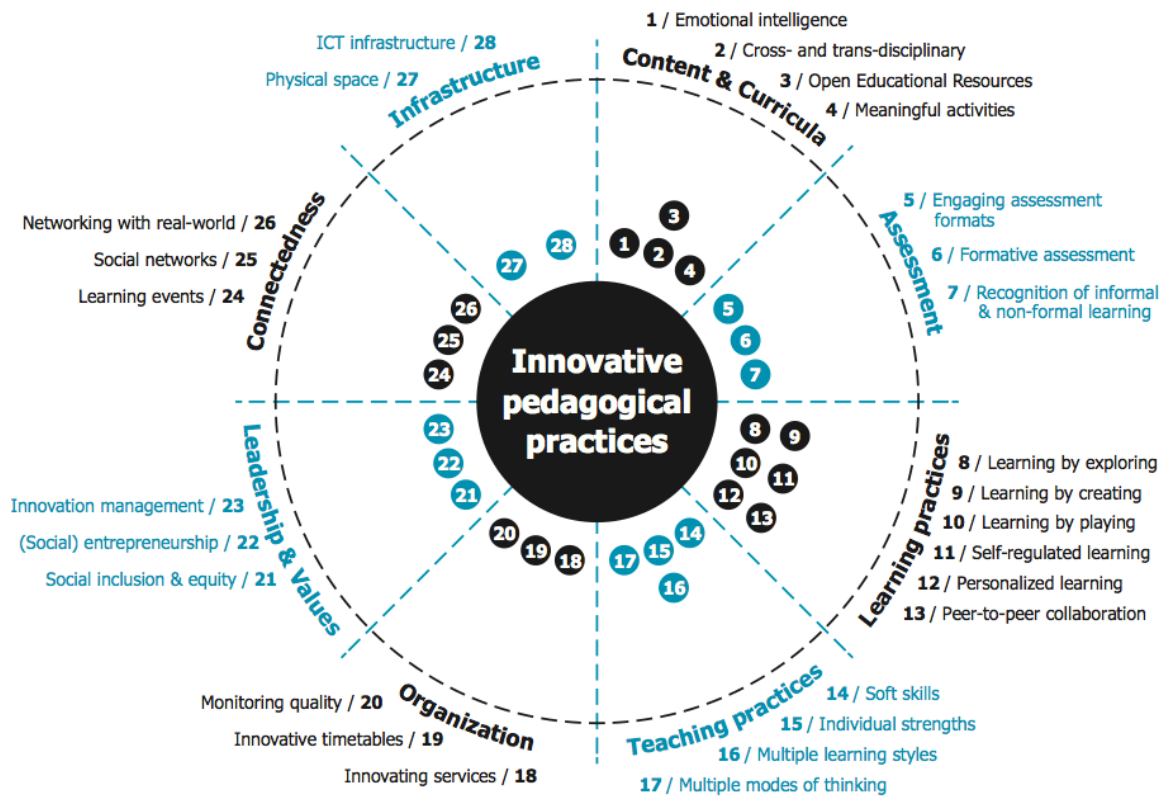 1 / Emotional intelligence
2 / Cross- and trans-disciplinary
3 / Open Educational Resources
4 / Meaningful activities
Content & Curricula
5 / Engaging assessment
formats
6 / Formative assessment
7 / Recognition of informal
& non-formal learning
Assessment
8 / Learning by exploring
9 / Learning by creating
10 / Learning by playing
11 / Self-regulated learning
12 / Personalized learning
13 / Peer-to-peer collaboration
Learning practices
14 / Soft skills
15 / Individual strengths
16 / Multiple learning styles
17 / Multiple modes of thinking
Teaching practices
Organization
Monitoring quality / 20
Innovative timetables / 19
Innovating services / 18
Leadership & Values
Innovation management / 23
(Social) entrepreneurship / 22
Social inclusion & equity / 21
Connectedness
Networking with real-world / 26
Social networks / 25
Learning events / 24
Infrastructure
ICT infrastructure / 28
Physical space / 27
Innovative
pedagogical
practices
1
2
3
4
5
6
7
8
9
10
11
12
13
14
15
16
17
18
19
20
21
22
23
24
25
26
27
28